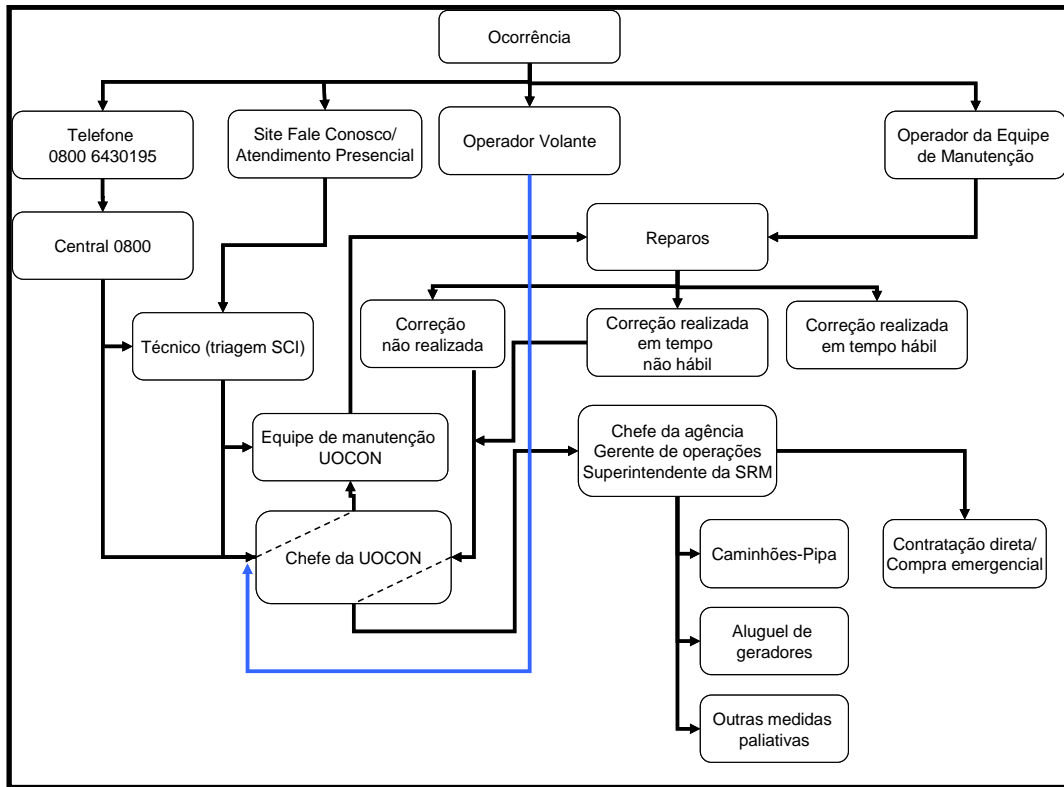 Ocorrência
Telefone
0800 6430195
Site Fale Conosco/
Atendimento Presencial
Operador Volante
Operador da Equipe
de Manutenção
Central 0800
Reparos
Técnico (triagem SCI)
Correção
não realizada
Correção realizada
em tempo
não hábil
Correção realizada
em tempo hábil
Equipe de manutenção
UOCON
Chefe da agência
Gerente de operações
Superintendente da SRM
Chefe da UOCON
Caminhões-Pipa
Contratação direta/
Compra emergencial
Aluguel de
geradores
Outras medidas
paliativas